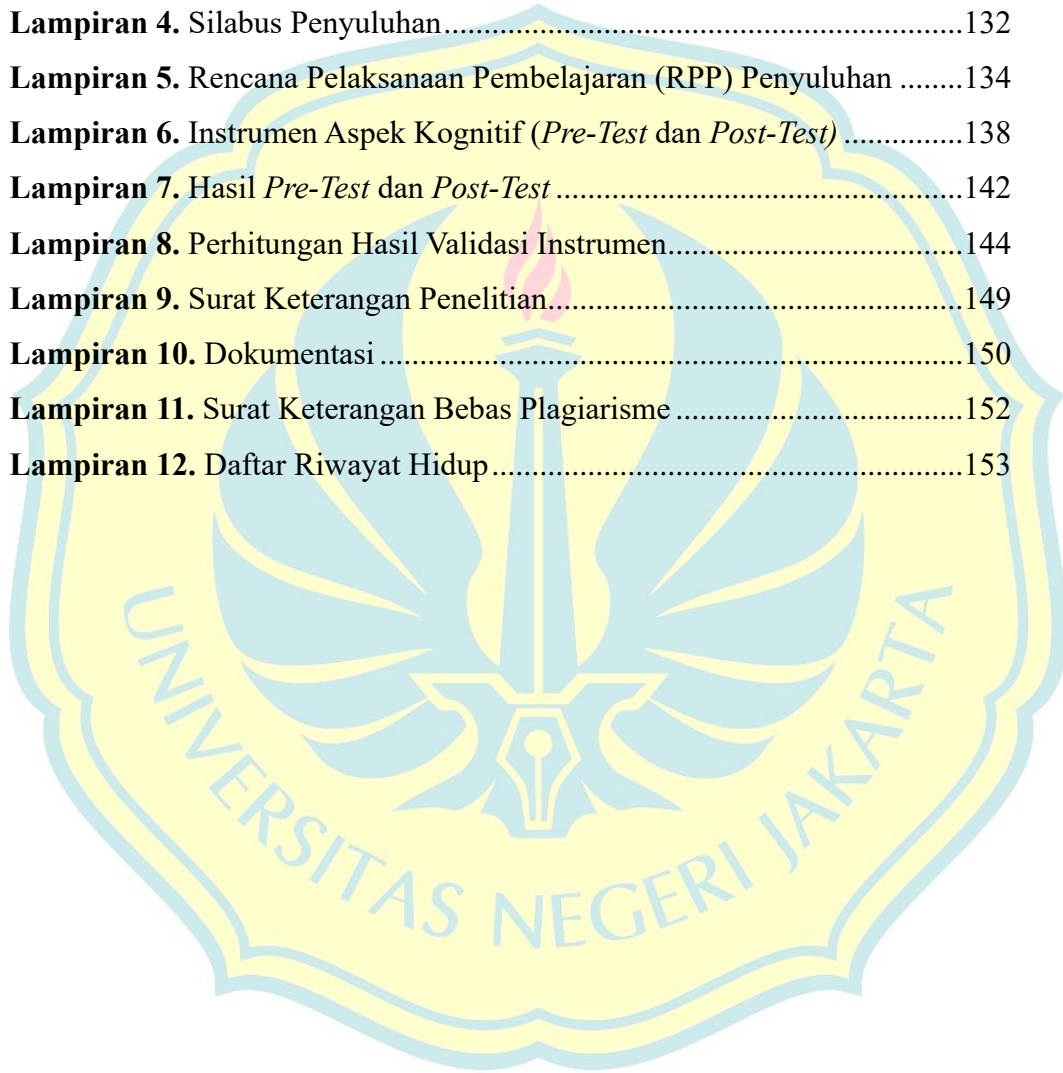 Lampiran 4. Silabus Penyuluhan.....................................................................................132
Lampiran 5. Rencana Pelaksanaan Pembelajaran (RPP) Penyuluhan ........134
Lampiran 6. Instrumen Aspek Kognitif (Pre-Test dan Post-Test) ..............138
Lampiran 7. Hasil Pre-Test dan Post-Test .......................................................142
Lampiran 8. Perhitungan Hasil Validasi Instrumen........................................144
Lampiran 9. Surat Keterangan Penelitian.........................................................149
Lampiran 10. Dokumentasi .................................................................................150
Lampiran 11. Surat Keterangan Bebas Plagiarisme .......................................152
Lampiran 12. Daftar Riwayat Hidup..................................................................153
UNIVERSITAS NEGERI JAKARTA